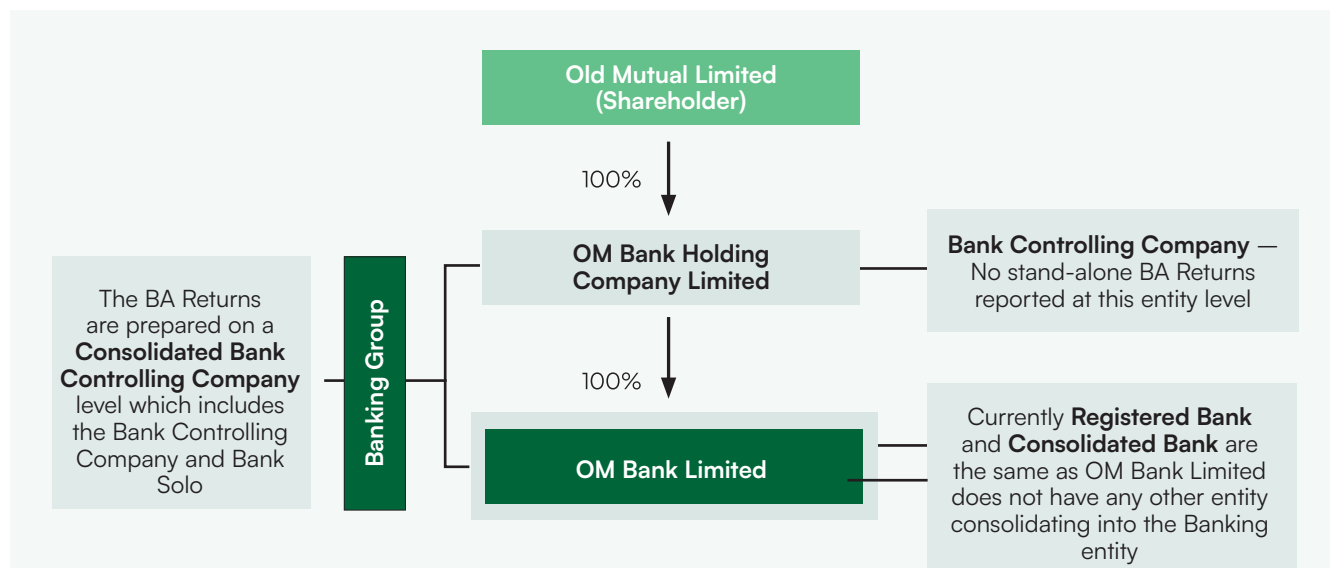 Old Mutual Limited
(Shareholder)
100%
OM Bank Holding
Company Limited
Bank Controlling Company –
No stand-alone BA Returns
reported at this entity level
The BA Returns
are prepared on a
Consolidated Bank
Controlling Company
level which includes
the Bank Controlling
Company and Bank
Solo
Banking Group
100%
OM Bank Limited
Currently Registered Bank
and Consolidated Bank are
the same as OM Bank Limited
does not have any other entity
consolidating into the Banking
entity